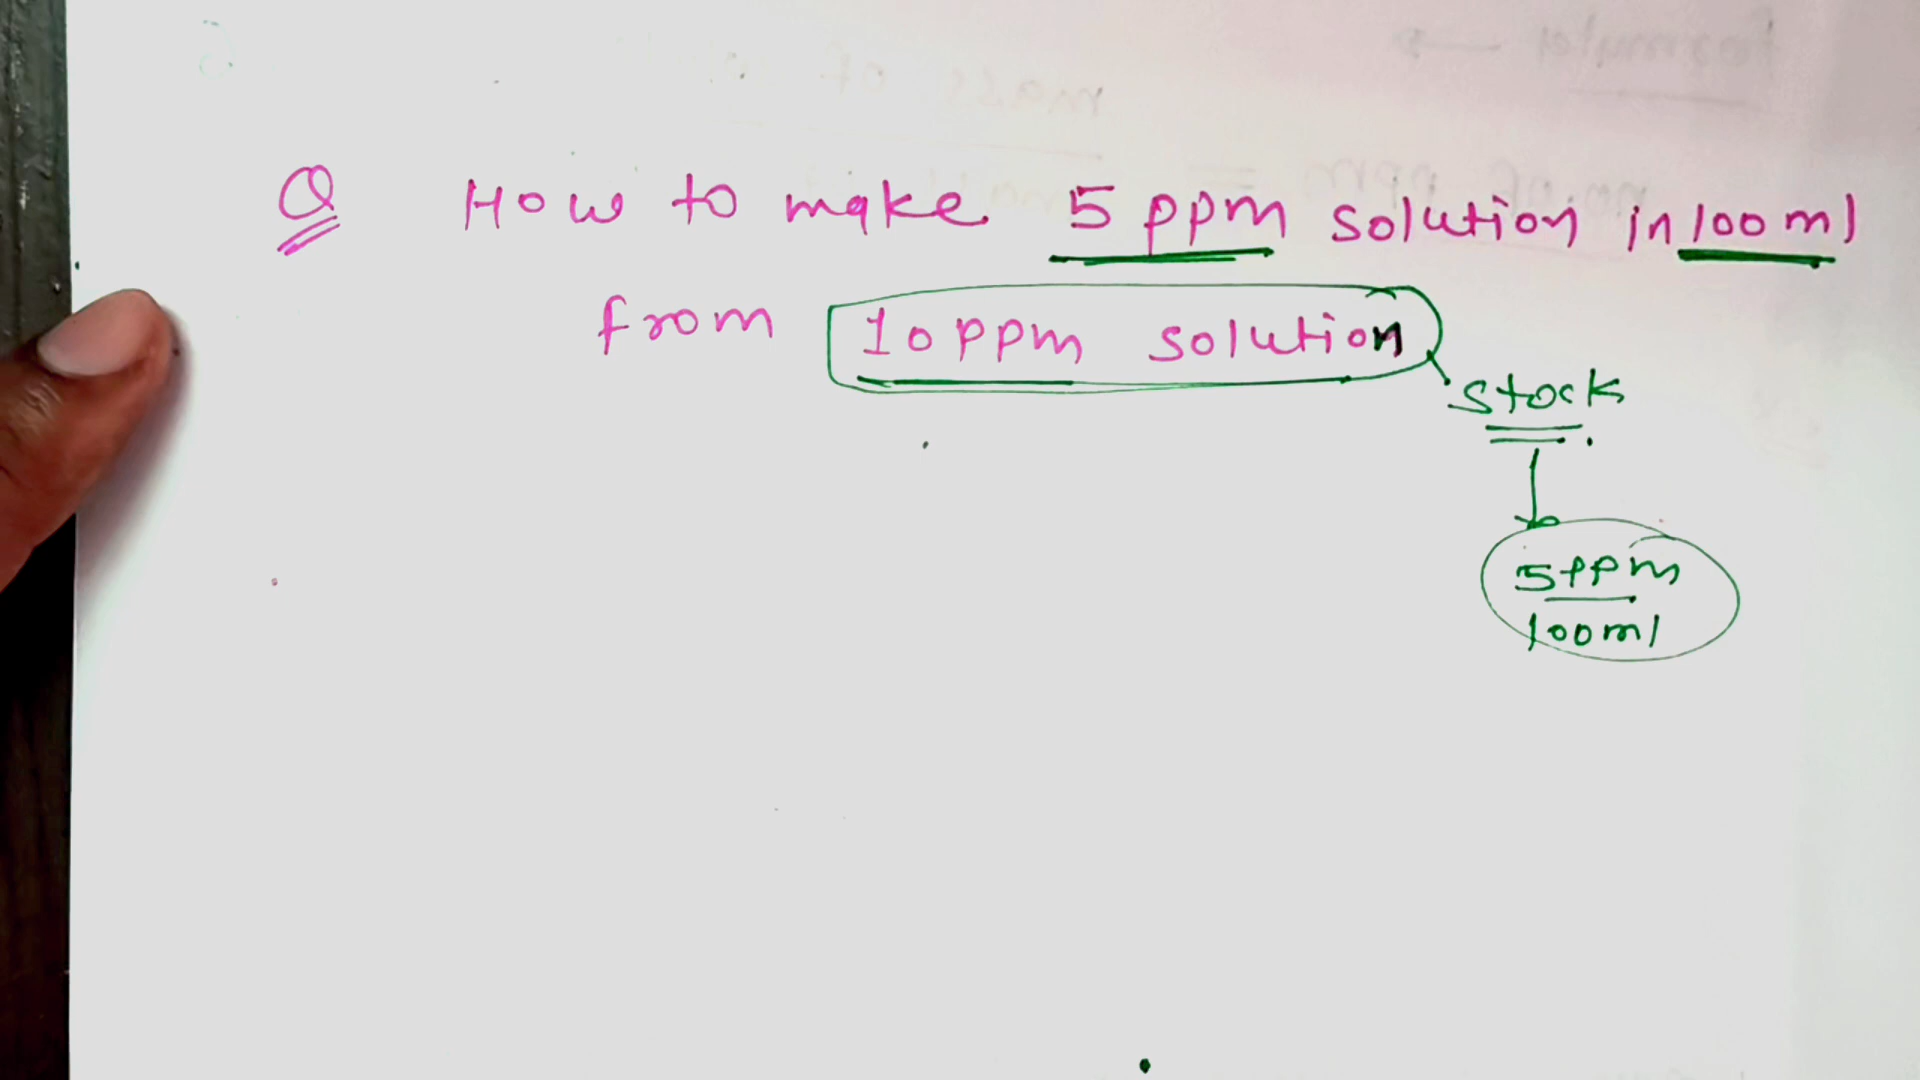 Q How to make 5 ppm solution in 100 ml
from 10 ppm solution
stock
5 ppm
100 ml